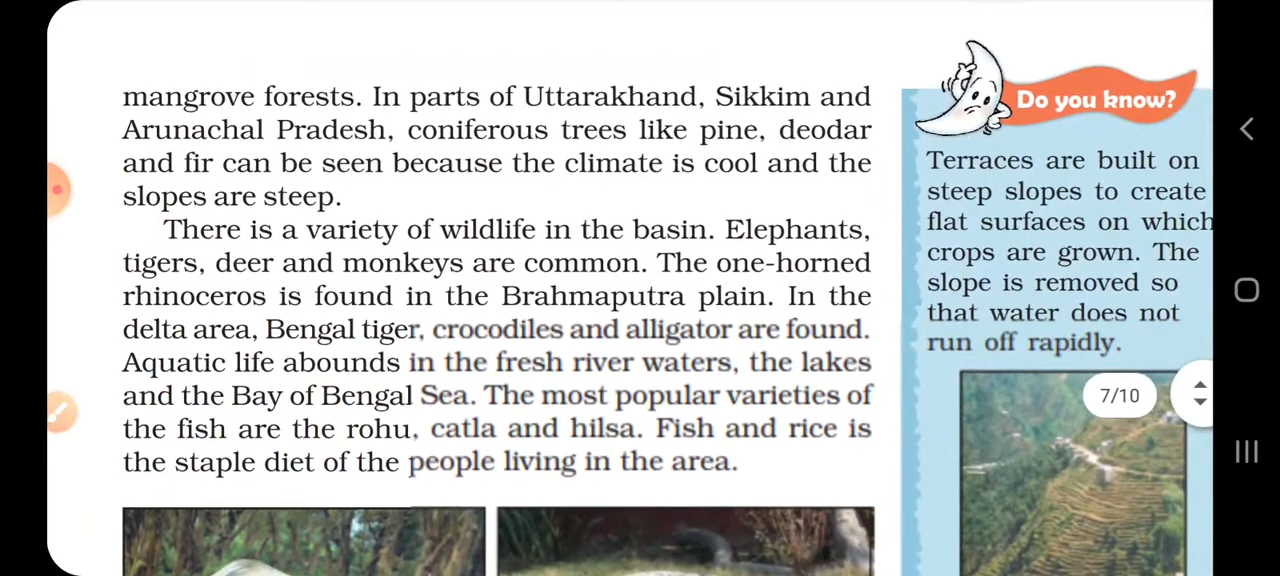 mangrove forests. In parts of Uttarakhand, Sikkim and
Arunachal Pradesh, coniferous trees like pine, deodar
and fir can be seen because the climate is cool and the
slopes are steep.
There is a variety of wildlife in the basin. Elephants,
tigers, deer and monkeys are common. The one-horned
rhinoceros is found in the Brahmaputra plain. In the
delta area, Bengal tiger, crocodiles and alligator are found.
Aquatic life abounds in the fresh river waters, the lakes
and the Bay of Bengal Sea. The most popular varieties of
the fish are the rohu, catla and hilsa. Fish and rice is
the staple diet of the people living in the area.
Do you know?
Terraces are built on
steep slopes to create
flat surfaces on which
crops are grown. The
slope is removed so
that water does not
run off rapidly.
7/10